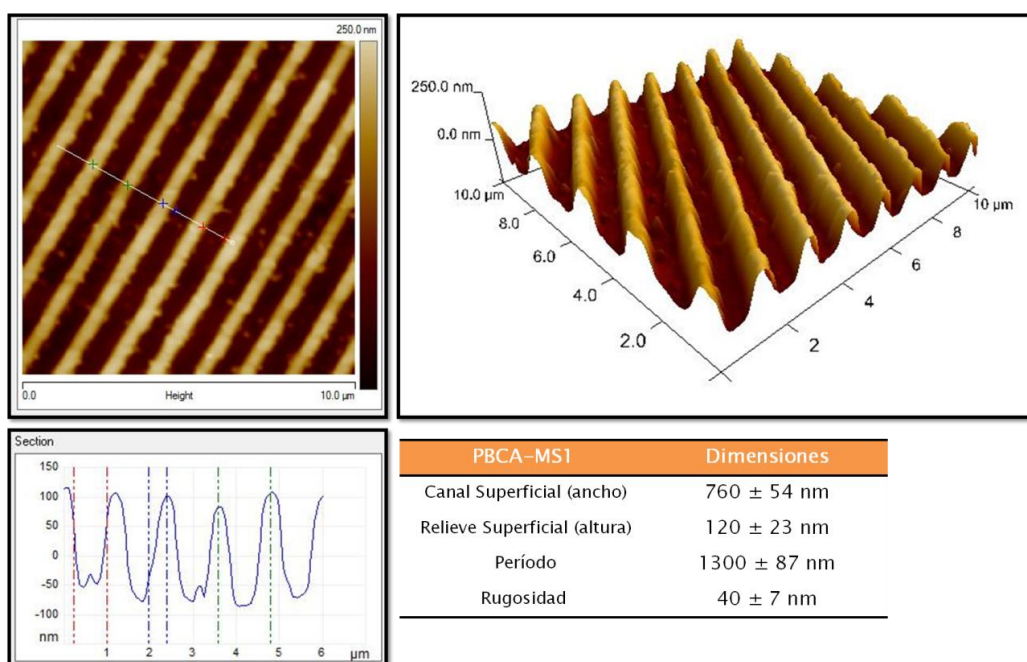 250.0 nm
0.0
Height
10.0 µm
250.0 nm
0.0 nm
10.0 µm
8.0
6.0
4.0
2.0
2
4
6
8
10 µm
Section
150
100
50
0
-50
-100
nm
1
2
3
4
5
6
µm
PBCA-MS1 Dimensiones
Canal Superficial (ancho) 760 ± 54 nm
Relieve Superficial (altura) 120 ± 23 nm
Período 1300 ± 87 nm
Rugosidad 40 ± 7 nm